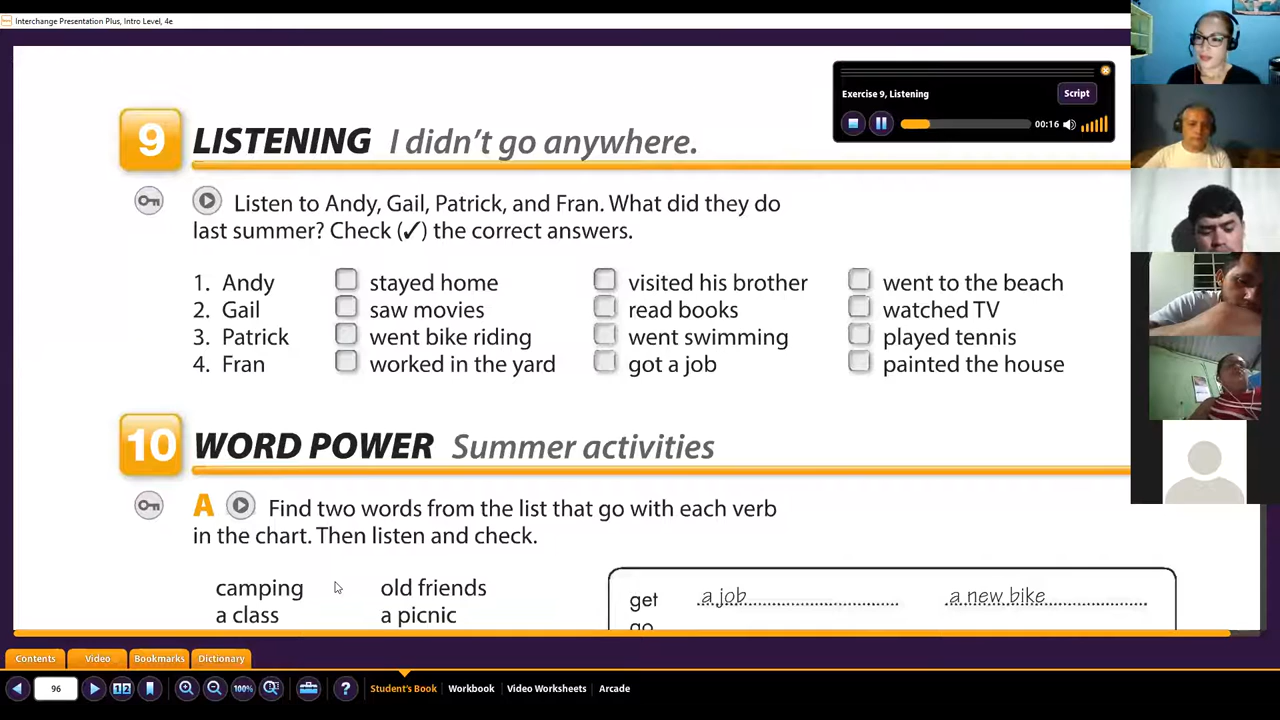 Interchange Presentation Plus, Intro Level, 4e
Exercise 9, Listening
Script
00:16
9 LISTENING I didn't go anywhere.
Listen to Andy, Gail, Patrick, and Fran. What did they do
last summer? Check (✓) the correct answers.
1. Andy stayed home visited his brother went to the beach
2. Gail saw movies read books watched TV
3. Patrick went bike riding went swimming played tennis
4. Fran worked in the yard got a job painted the house
10 WORD POWER Summer activities
A Find two words from the list that go with each verb
in the chart. Then listen and check.
camping old friends
a class a picnic
get a job a new bike
go
Contents Video Bookmarks Dictionary
96 1 2 100% ? Student's Book Workbook Video Worksheets Arcade